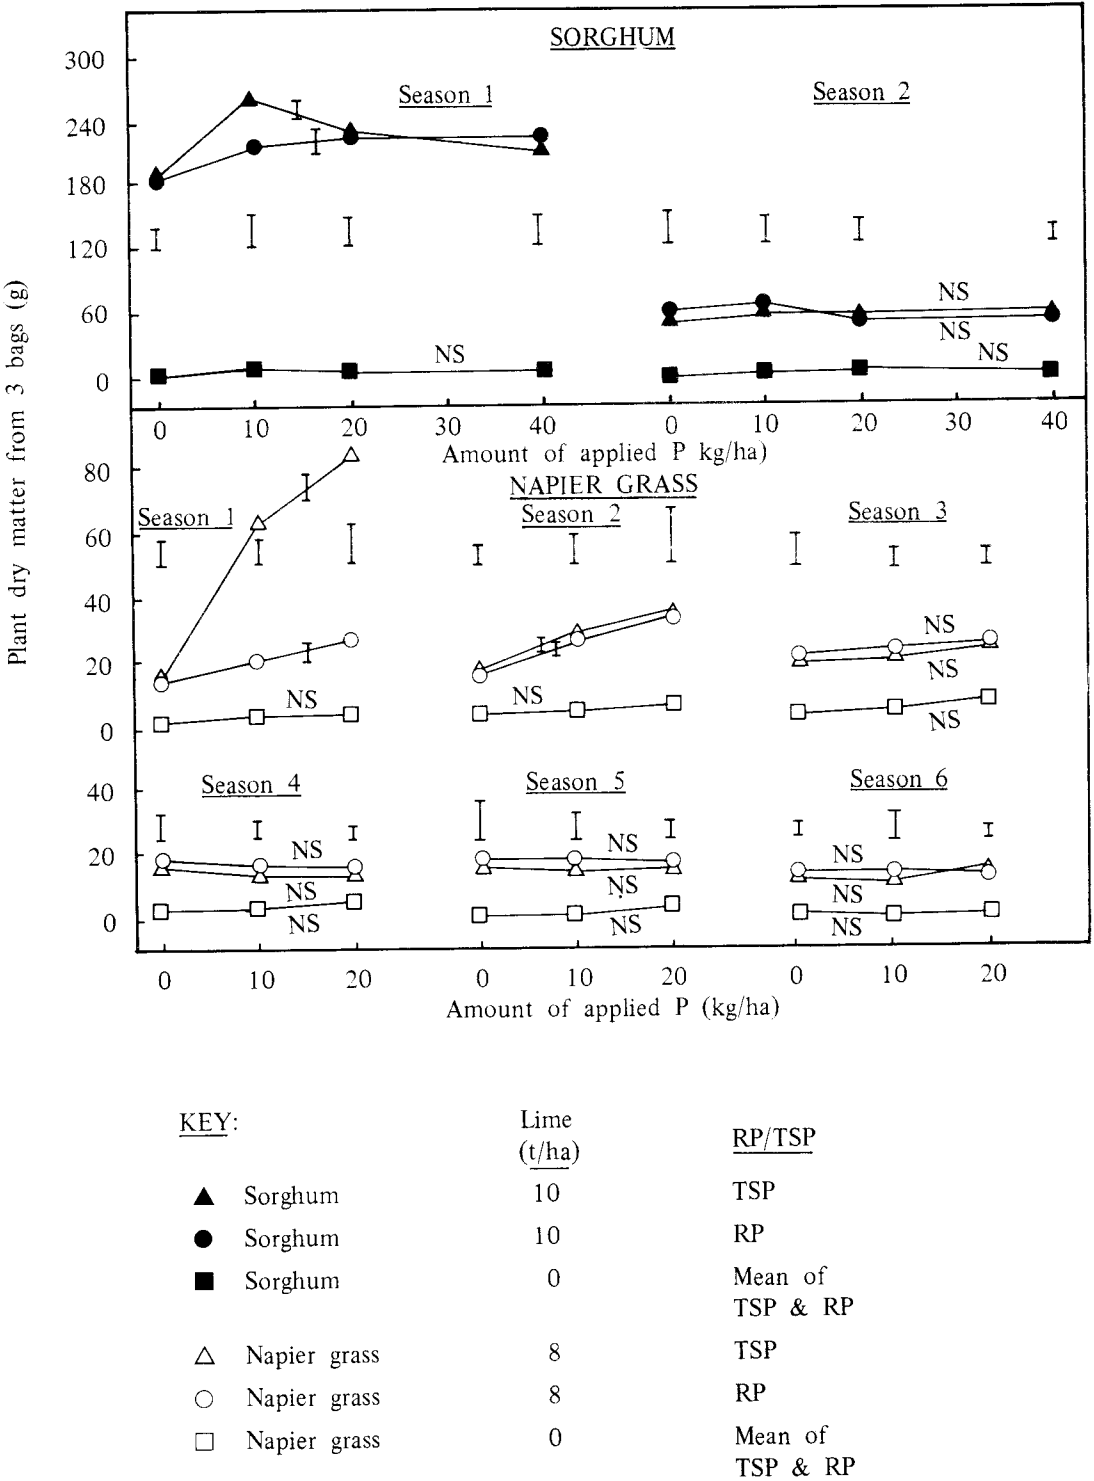 SORGHUM
Season 1
Season 2
300
240
180
120
60
0
NS
NS
NS
NS
0 10 20 30 40 0 10 20 30 40
Amount of applied P kg/ha)
Plant dry matter from 3 bags (g)
NAPIER GRASS
Season 1
Season 2
Season 3
80
60
40
20
0
NS
NS
NS
NS
NS
Season 4
Season 5
Season 6
40
20
0
NS
NS
NS
NS
NS
NS
NS
NS
NS
0 10 20 0 10 20 0 10 20
Amount of applied P (kg/ha)
KEY: Lime
(t/ha) RP/TSP
Sorghum 10 TSP
Sorghum 10 RP
Sorghum 0 Mean of
TSP & RP
Napier grass 8 TSP
Napier grass 8 RP
Napier grass 0 Mean of
TSP & RP